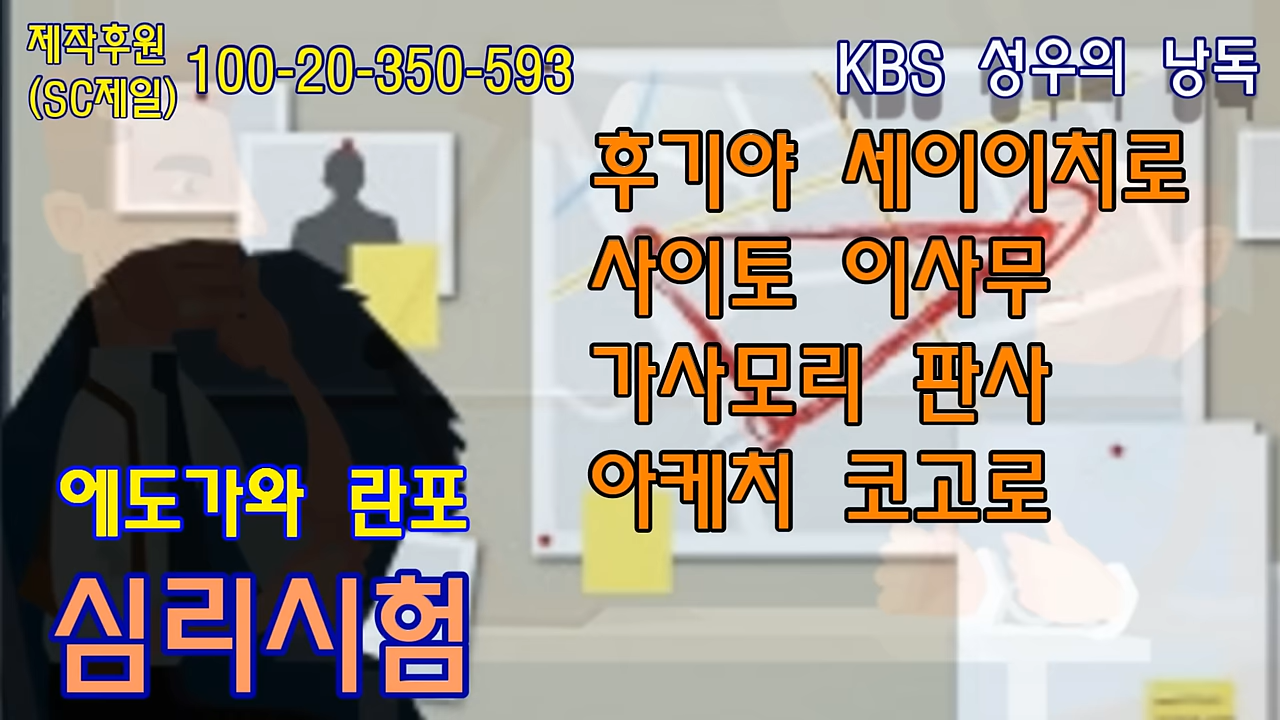 제작후원
(SC제일)
100-20-350-593
KBS 성우의 낭독
후기야 세이이치로
사이토 이사무
가사모리 판사
아케치 코고로
에도가와 란포
심리시험